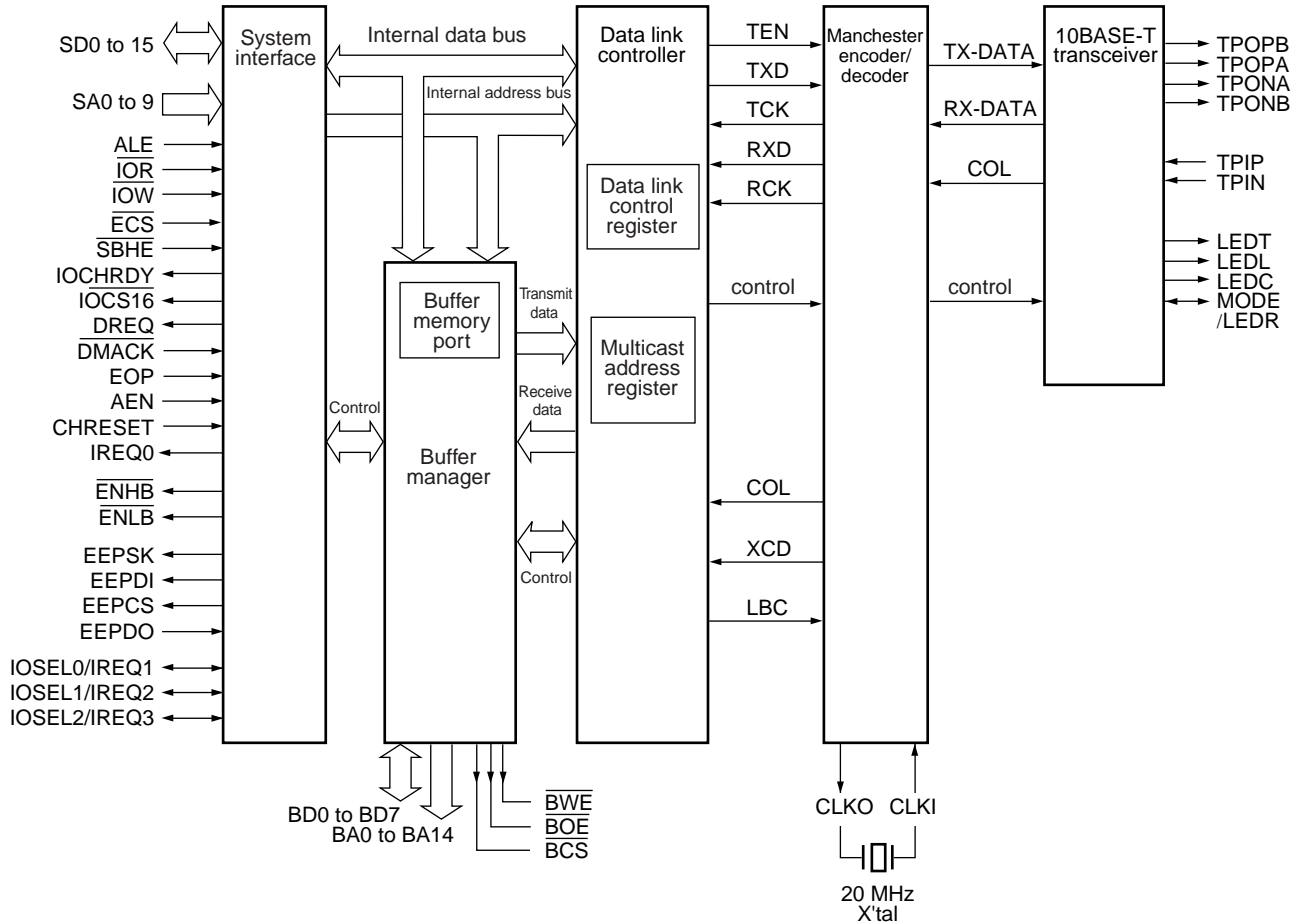 SD0 to 15
SA0 to 9
ALE
IOR
IOW
ECS
SBHE
IOCHRDY
IOCS16
DREQ
DMACK
EOP
AEN
CHRESET
IREQ0
ENHB
ENLB
EEPSK
EEPDI
EEPCS
EEPDO
IOSEL0/IREQ1
IOSEL1/IREQ2
IOSEL2/IREQ3
System
interface
Internal data bus
Internal address bus
Control
Buffer
memory
port
Buffer
manager
Transmit
data
Receive
data
Control
BD0 to BD7
BA0 to BA14
BWE
BOE
BCS
Data link
controller
Data link
control
register
Multicast
address
register
TEN
TXD
TCK
RXD
RCK
control
COL
XCD
LBC
Manchester
encoder/
decoder
CLKO
CLKI
20 MHz
X'tal
TX-DATA
RX-DATA
COL
control
10BASE-T
transceiver
TPOPB
TPOPA
TPONA
TPONB
TPIP
TPIN
LEDT
LEDL
LEDC
MODE
/LEDR